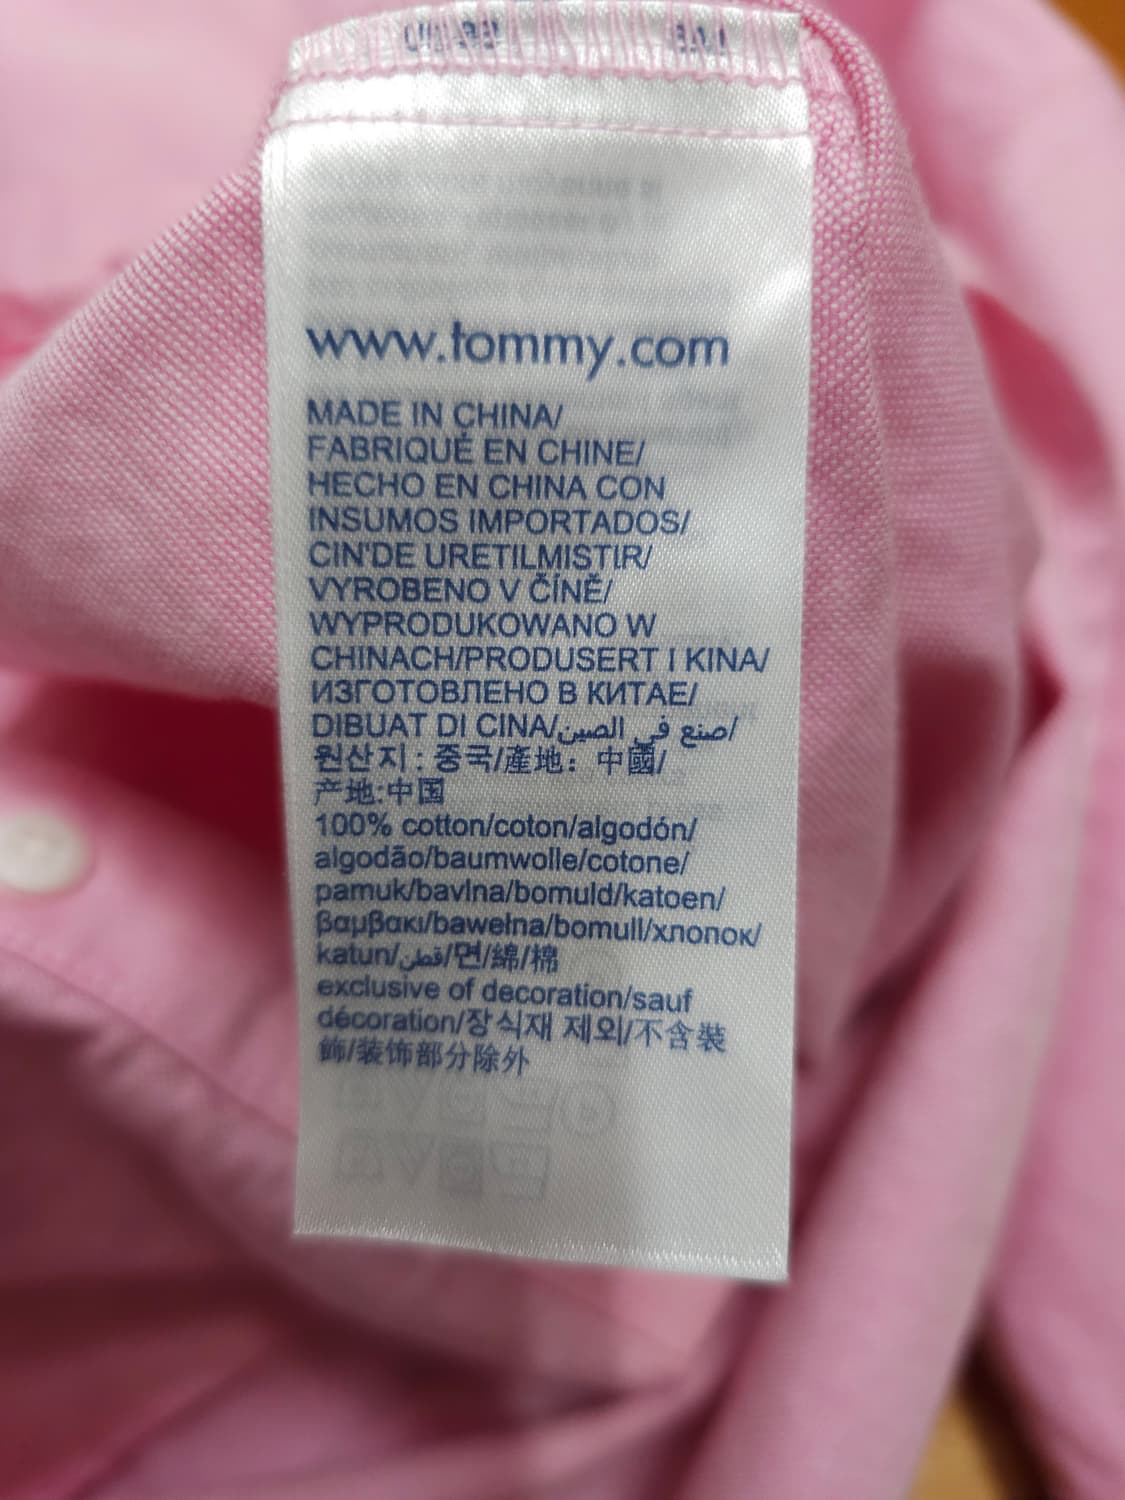 www.tommy.com
MADE IN CHINA/
FABRIQUÉ EN CHINE/
HECHO EN CHINA CON
INSUMOS IMPORTADOS/
CIN'DE URETILMISTIR/
VYROBENO V ČÍNĚ/
WYPRODUKOWANO W
CHINACH/PRODUSERT I KINA/
ИЗГОТОВЛЕНО В КИТАЕ/
DIBUAT DI CINA/صنع في الصين/
원산지 : 중국/產地：中國/
产地:中国
100% cotton/coton/algodón/
algodão/baumwolle/cotone/
pamuk/bavlna/bomuld/katoen/
βαμβακι/bawełna/bomull/хлопок/
katun/قطن/면/綿/棉
exclusive of decoration/sauf
décoration/장식재 제외/不含裝
飾/装饰部分除外